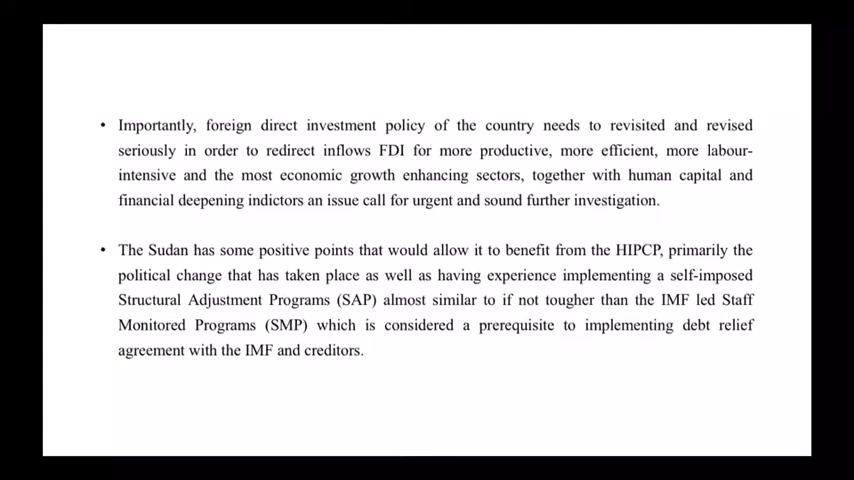 • Importantly, foreign direct investment policy of the country needs to revisited and revised
seriously in order to redirect inflows FDI for more productive, more efficient, more labour-
intensive and the most economic growth enhancing sectors, together with human capital and
financial deepening indictors an issue call for urgent and sound further investigation.
• The Sudan has some positive points that would allow it to benefit from the HIPCP, primarily the
political change that has taken place as well as having experience implementing a self-imposed
Structural Adjustment Programs (SAP) almost similar to if not tougher than the IMF led Staff
Monitored Programs (SMP) which is considered a prerequisite to implementing debt relief
agreement with the IMF and creditors.